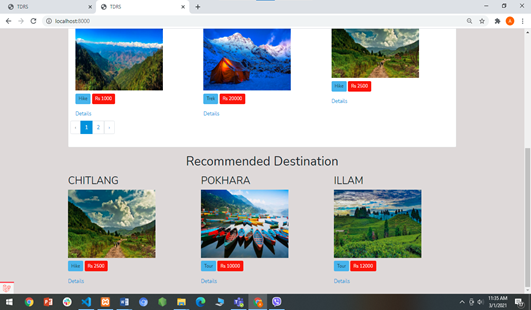 TDRS
TDRS
localhost:8000
Hike Rs 1000
Trek Rs 20000
Hike Rs 2500
Details
Details
Details
‹ 1 2 ›
Recommended Destination
CHITLANG
POKHARA
ILLAM
Hike Rs 2500
Tour Rs 10000
Tour Rs 12000
Details
Details
Details
11:35 AM
3/1/2021